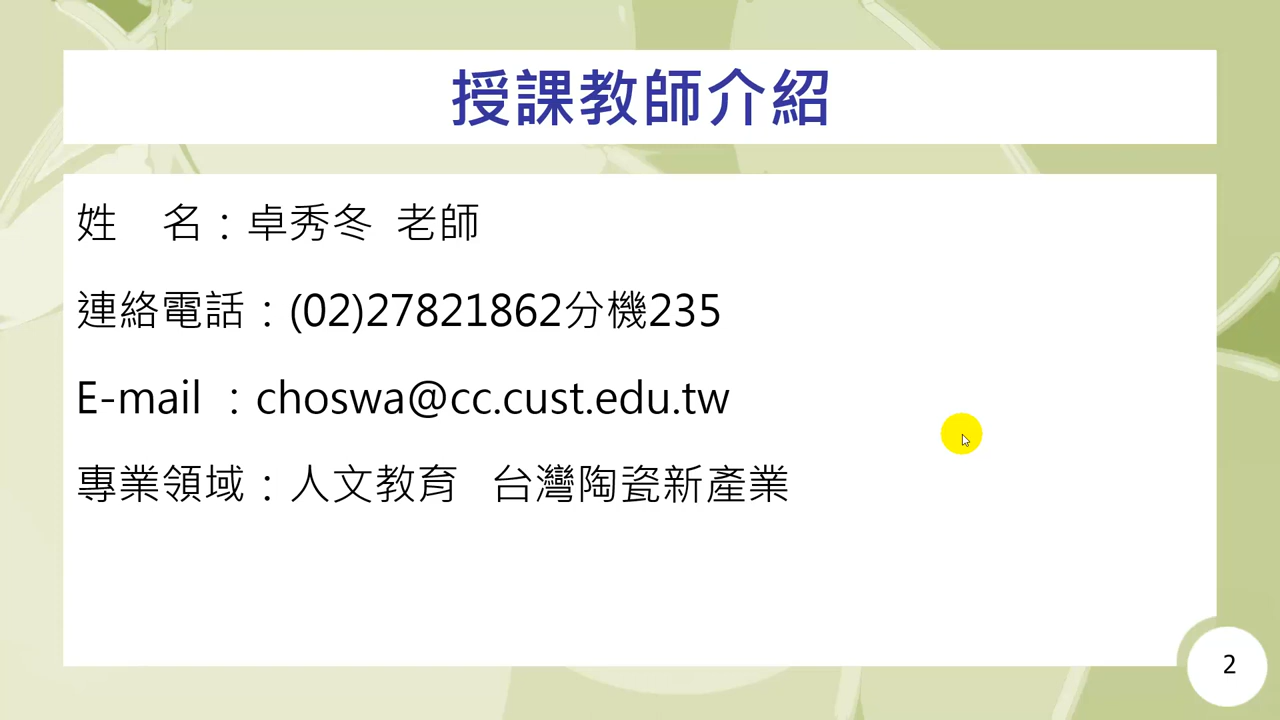 授課教師介紹
姓　名：卓秀冬 老師
連絡電話：(02)27821862分機235
E-mail ：choswa@cc.cust.edu.tw
專業領域：人文教育 台灣陶瓷新產業
2